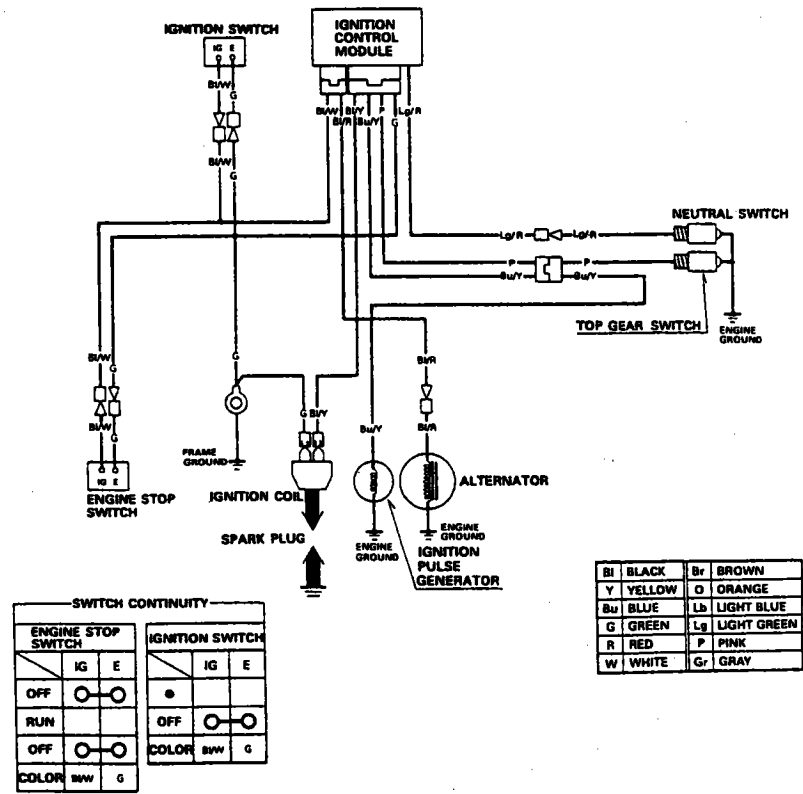 IGNITION SWITCH
IG E
Bl/W
G
Bl/W
G
IGNITION
CONTROL
MODULE
Bl/W
Bl/R
Bl/Y
Bu/Y
P
G
Lg/R
NEUTRAL SWITCH
Lg/R
Lg/R
P
P
Bu/Y
Bu/Y
TOP GEAR SWITCH
ENGINE
GROUND
Bl/W
G
Bl/W
G
IG E
ENGINE STOP
SWITCH
G
FRAME
GROUND
G Bl/Y
IGNITION COIL
SPARK PLUG
Bu/Y
ENGINE
GROUND
Bl/R
Bl/R
ALTERNATOR
ENGINE
GROUND
IGNITION
PULSE
GENERATOR
Bl BLACK Br BROWN
Y YELLOW O ORANGE
Bu BLUE Lb LIGHT BLUE
G GREEN Lg LIGHT GREEN
R RED P PINK
W WHITE Gr GRAY
SWITCH CONTINUITY
ENGINE STOP
SWITCH
IG E
OFF
RUN
OFF
COLOR Bl/W G
IGNITION SWITCH
IG E
OFF
COLOR Bl/W G